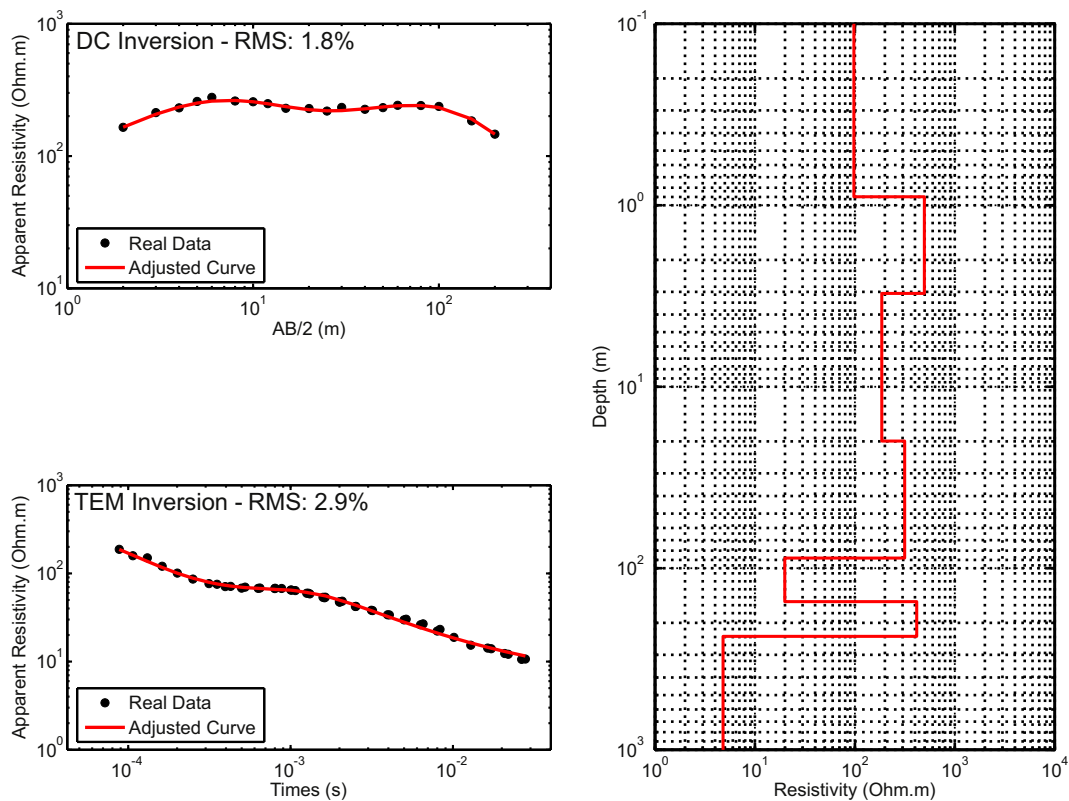 DC Inversion - RMS: 1.8%
Apparent Resistivity (Ohm.m)
10^3
10^2
10^1
Real Data
Adjusted Curve
10^0
10^1
10^2
AB/2 (m)
TEM Inversion - RMS: 2.9%
Apparent Resistivity (Ohm.m)
10^3
10^2
10^1
10^0
Real Data
Adjusted Curve
10^-4
10^-3
10^-2
Times (s)
Depth (m)
10^-1
10^0
10^1
10^2
10^3
10^0
10^1
10^2
10^3
10^4
Resistivity (Ohm.m)